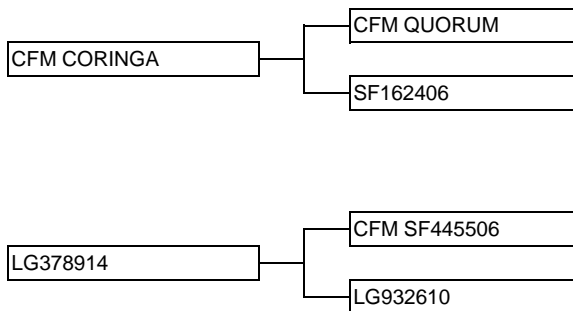 CFM QUORUM
CFM CORINGA
SF162406
CFM SF445506
LG378914
LG932610